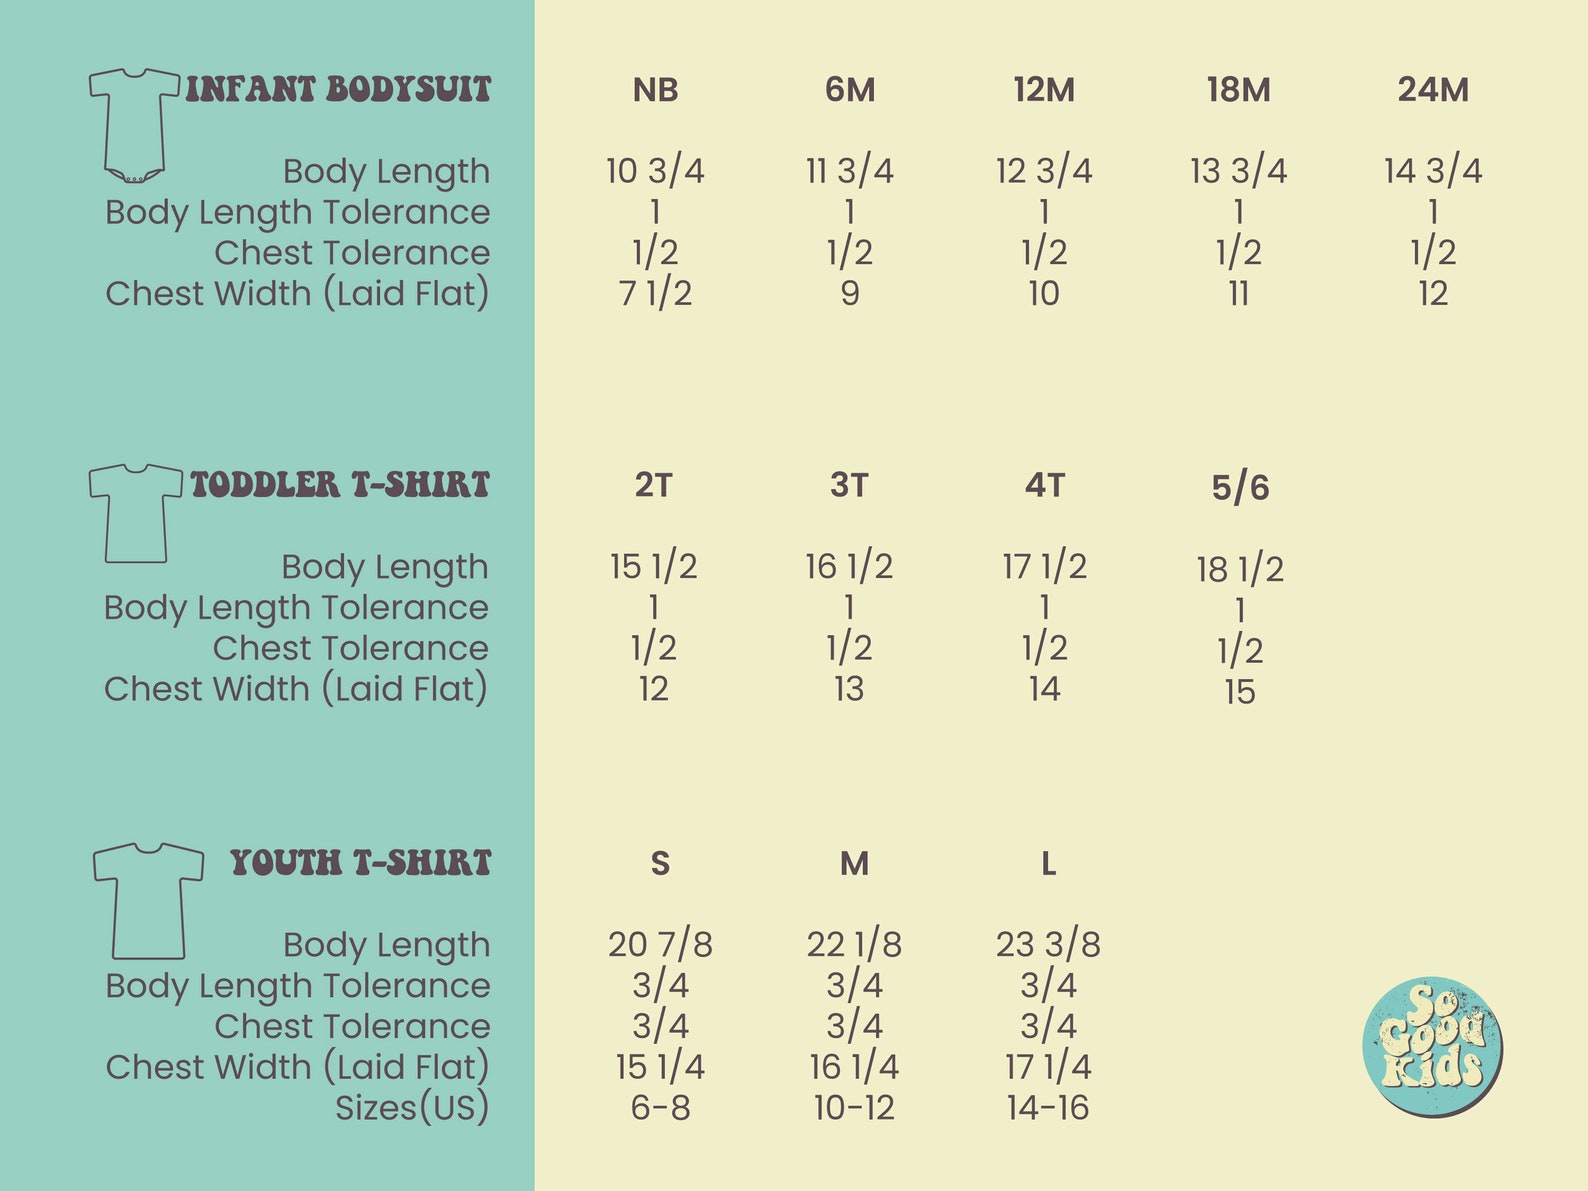 INFANT BODYSUIT NB 6M 12M 18M 24M
Body Length 10 3/4 11 3/4 12 3/4 13 3/4 14 3/4
Body Length Tolerance 1 1 1 1 1
Chest Tolerance 1/2 1/2 1/2 1/2 1/2
Chest Width (Laid Flat) 7 1/2 9 10 11 12
TODDLER T-SHIRT 2T 3T 4T 5/6
Body Length 15 1/2 16 1/2 17 1/2 18 1/2
Body Length Tolerance 1 1 1 1
Chest Tolerance 1/2 1/2 1/2 1/2
Chest Width (Laid Flat) 12 13 14 15
YOUTH T-SHIRT S M L
Body Length 20 7/8 22 1/8 23 3/8
Body Length Tolerance 3/4 3/4 3/4
Chest Tolerance 3/4 3/4 3/4
Chest Width (Laid Flat) 15 1/4 16 1/4 17 1/4
Sizes(US) 6-8 10-12 14-16
So
Good
Kids